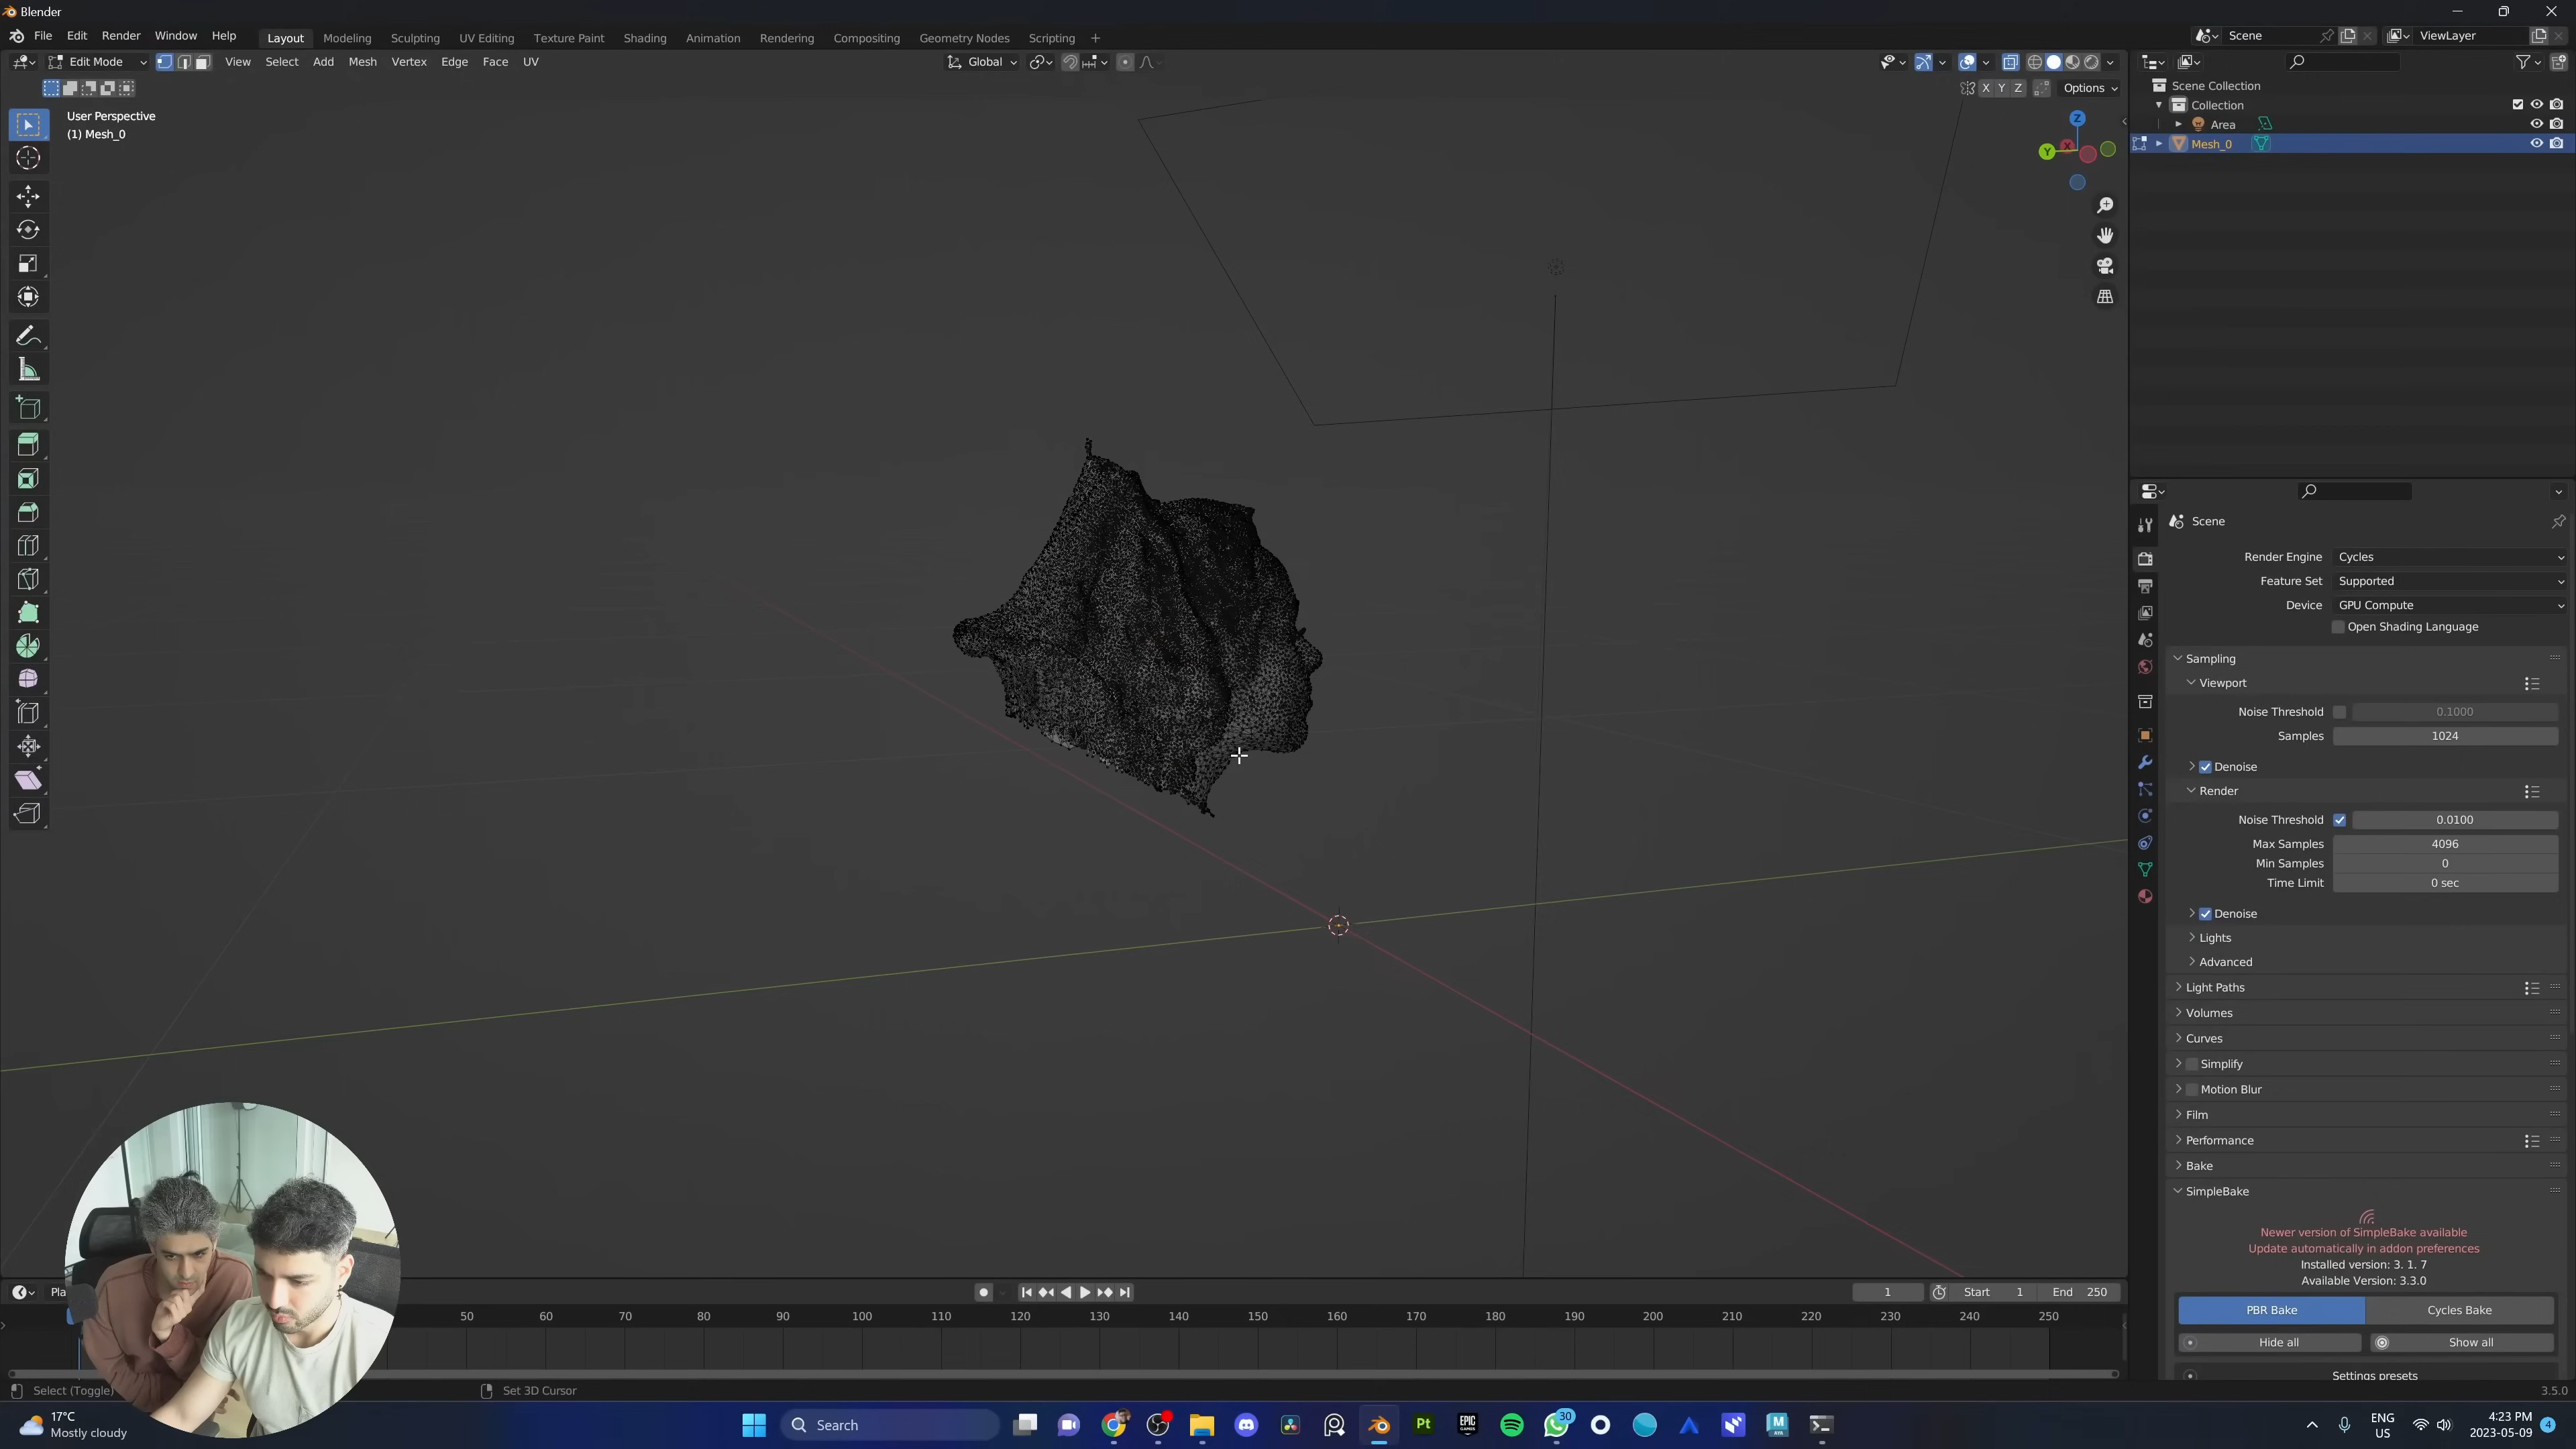 Blender
File Edit Render Window Help Layout Modeling Sculpting UV Editing Texture Paint Shading Animation Rendering Compositing Geometry Nodes Scripting + Scene ViewLayer
Edit Mode View Select Add Mesh Vertex Edge Face UV Global
X Y Z Options
User Perspective
(1) Mesh_0
Z
Y X
Scene Collection
Collection
Area
Mesh_0
Scene
Render Engine Cycles
Feature Set Supported
Device GPU Compute
Open Shading Language
Sampling
Viewport
Noise Threshold 0.1000
Samples 1024
Denoise
Render
Noise Threshold 0.0100
Max Samples 4096
Min Samples 0
Time Limit 0 sec
Denoise
Lights
Advanced
Light Paths
Volumes
Curves
Simplify
Motion Blur
Film
Performance
Bake
SimpleBake
Newer version of SimpleBake available
Update automatically in addon preferences
Installed version: 3. 1. 7
Available Version: 3.3.0
PBR Bake Cycles Bake
Hide all Show all
Settings presets
1 Start 1 End 250
50 60 70 80 90 100 110 120 130 140 150 160 170 180 190 200 210 220 230 240 250
Select (Toggle) Set 3D Cursor 3.5.0
17°C
Mostly cloudy
Search
Pt
EPIC
GAMES
30
M
ENG
US
4:23 PM
2023-05-09
4